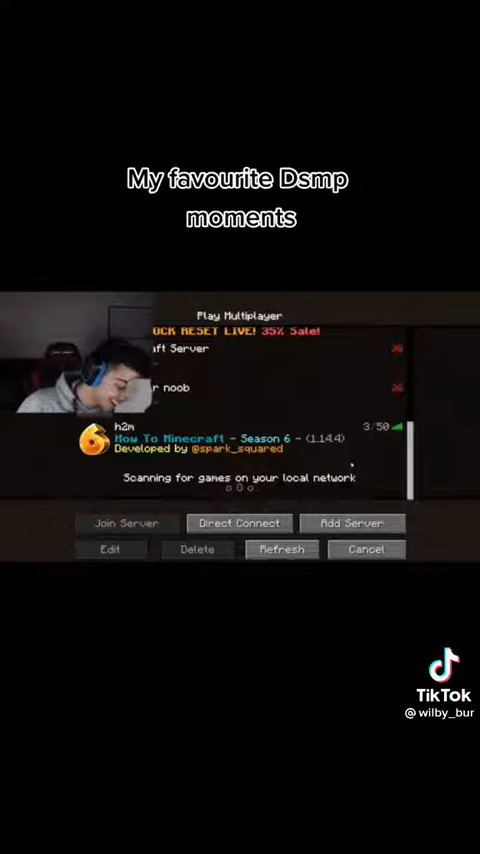 My favourite Dsmp
moments
Play Multiplayer
OCK RESET LIVE! 35% Sale!
aft Server
r noob
h2m
3/50
How To Minecraft - Season 6 - (1.14.4)
Developed by @spark_squared
Scanning for games on your local network
o O o
Join Server
Direct Connect
Add Server
Edit
Delete
Refresh
Cancel
TikTok
@wilby_bur